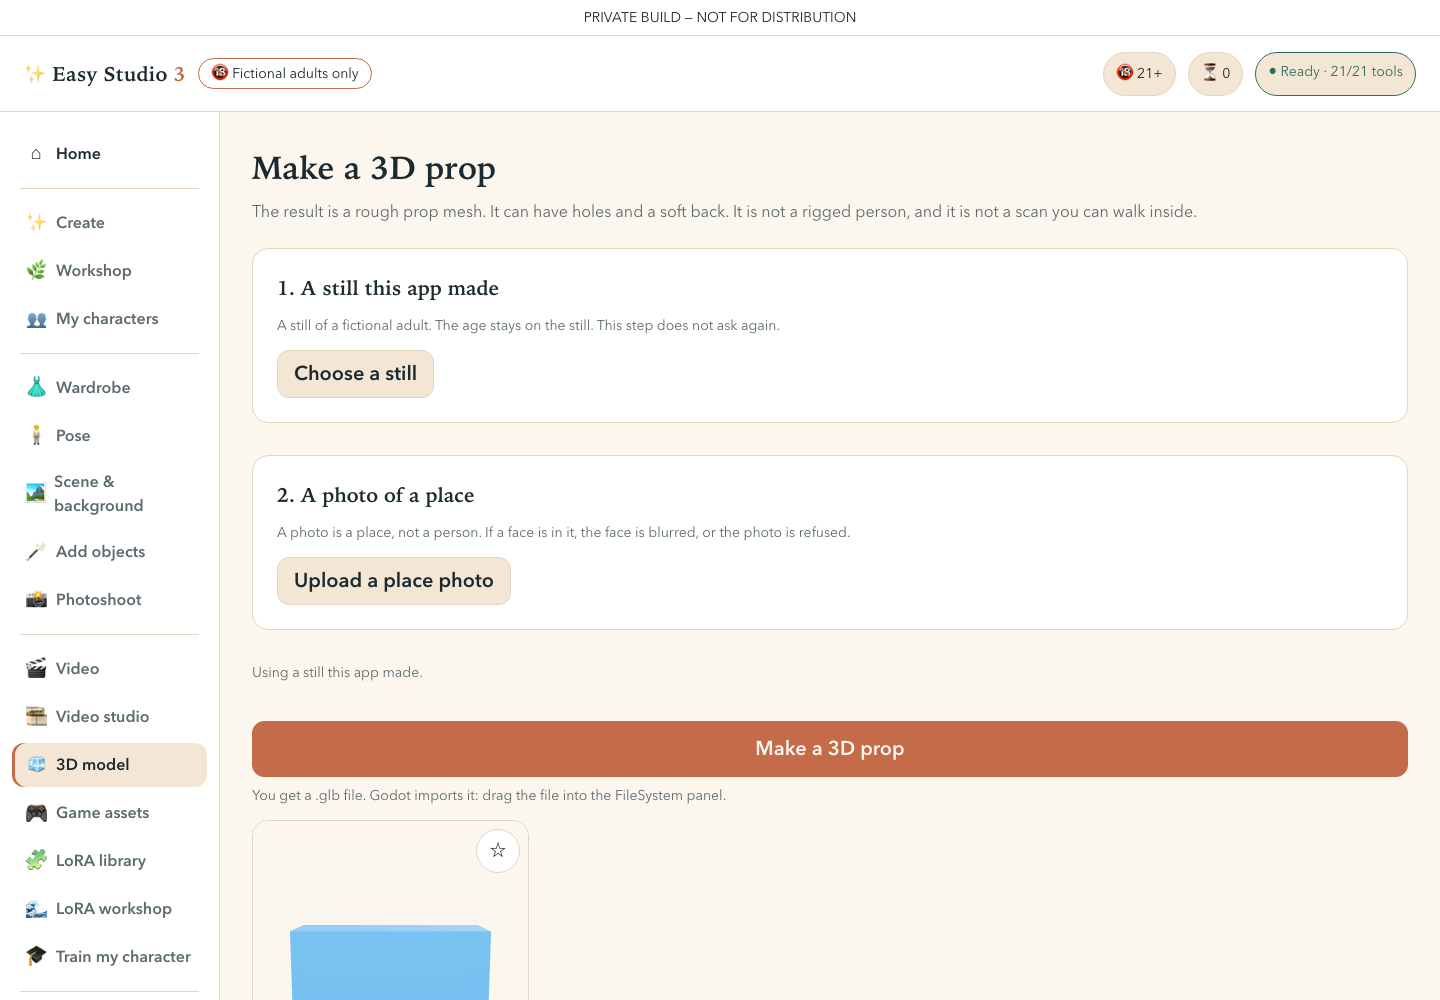 PRIVATE BUILD – NOT FOR DISTRIBUTION
Easy Studio 3
Fictional adults only
21+
0
Ready · 21/21 tools
Home
Create
Workshop
My characters
Wardrobe
Pose
Scene &
background
Add objects
Photoshoot
Video
Video studio
3D model
Game assets
LoRA library
LoRA workshop
Train my character
Make a 3D prop
The result is a rough prop mesh. It can have holes and a soft back. It is not a rigged person, and it is not a scan you can walk inside.
1. A still this app made
A still of a fictional adult. The age stays on the still. This step does not ask again.
Choose a still
2. A photo of a place
A photo is a place, not a person. If a face is in it, the face is blurred, or the photo is refused.
Upload a place photo
Using a still this app made.
Make a 3D prop
You get a .glb file. Godot imports it: drag the file into the FileSystem panel.